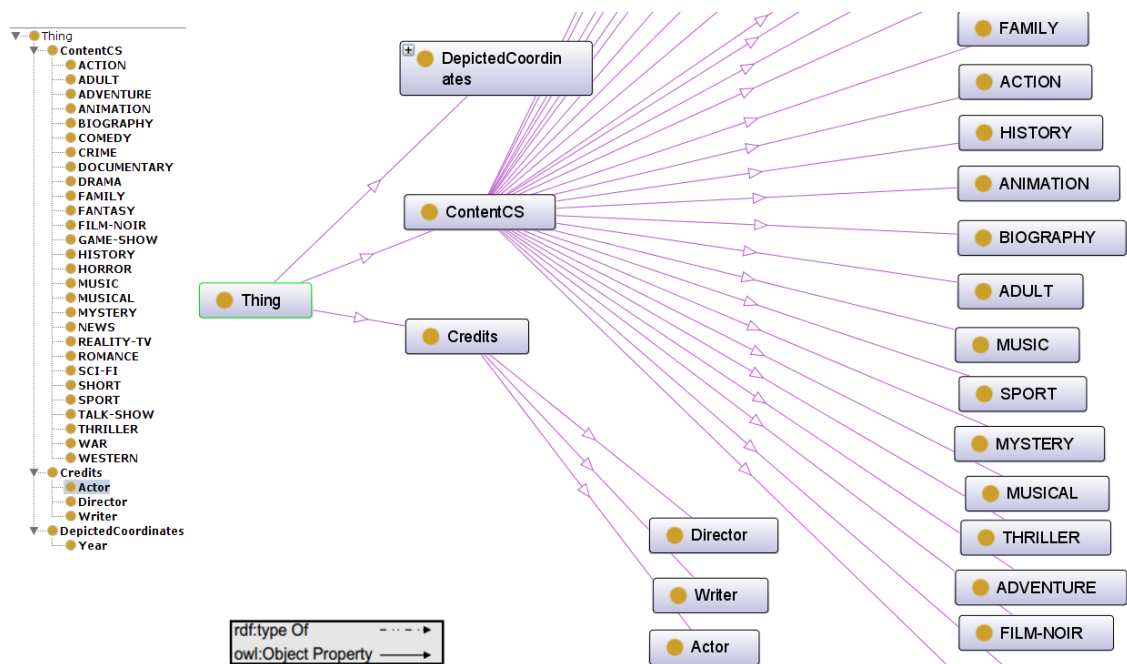 Thing
ContentCS
ACTION
ADULT
ADVENTURE
ANIMATION
BIOGRAPHY
COMEDY
CRIME
DOCUMENTARY
DRAMA
FAMILY
FANTASY
FILM-NOIR
GAME-SHOW
HISTORY
HORROR
MUSIC
MUSICAL
MYSTERY
NEWS
REALITY-TV
ROMANCE
SCI-FI
SHORT
SPORT
TALK-SHOW
THRILLER
WAR
WESTERN
Credits
Actor
Director
Writer
DepictedCoordinates
Year
DepictedCoordin
ates
ContentCS
Thing
Credits
Director
Writer
Actor
FAMILY
ACTION
HISTORY
ANIMATION
BIOGRAPHY
ADULT
MUSIC
SPORT
MYSTERY
MUSICAL
THRILLER
ADVENTURE
FILM-NOIR
rdf:type Of
owl:Object Property